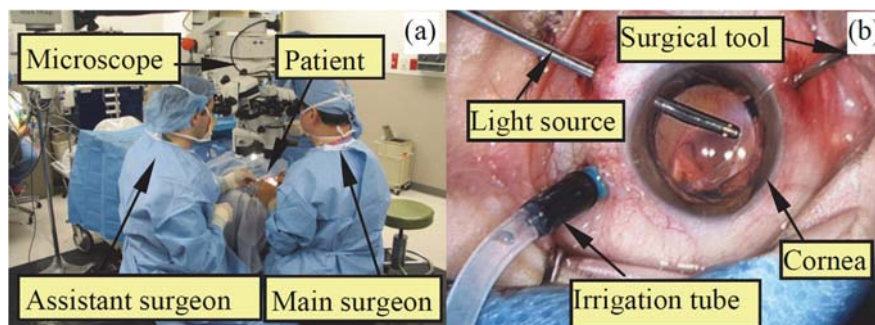 (a)
Microscope
Patient
Assistant surgeon
Main surgeon
(b)
Surgical tool
Light source
Cornea
Irrigation tube